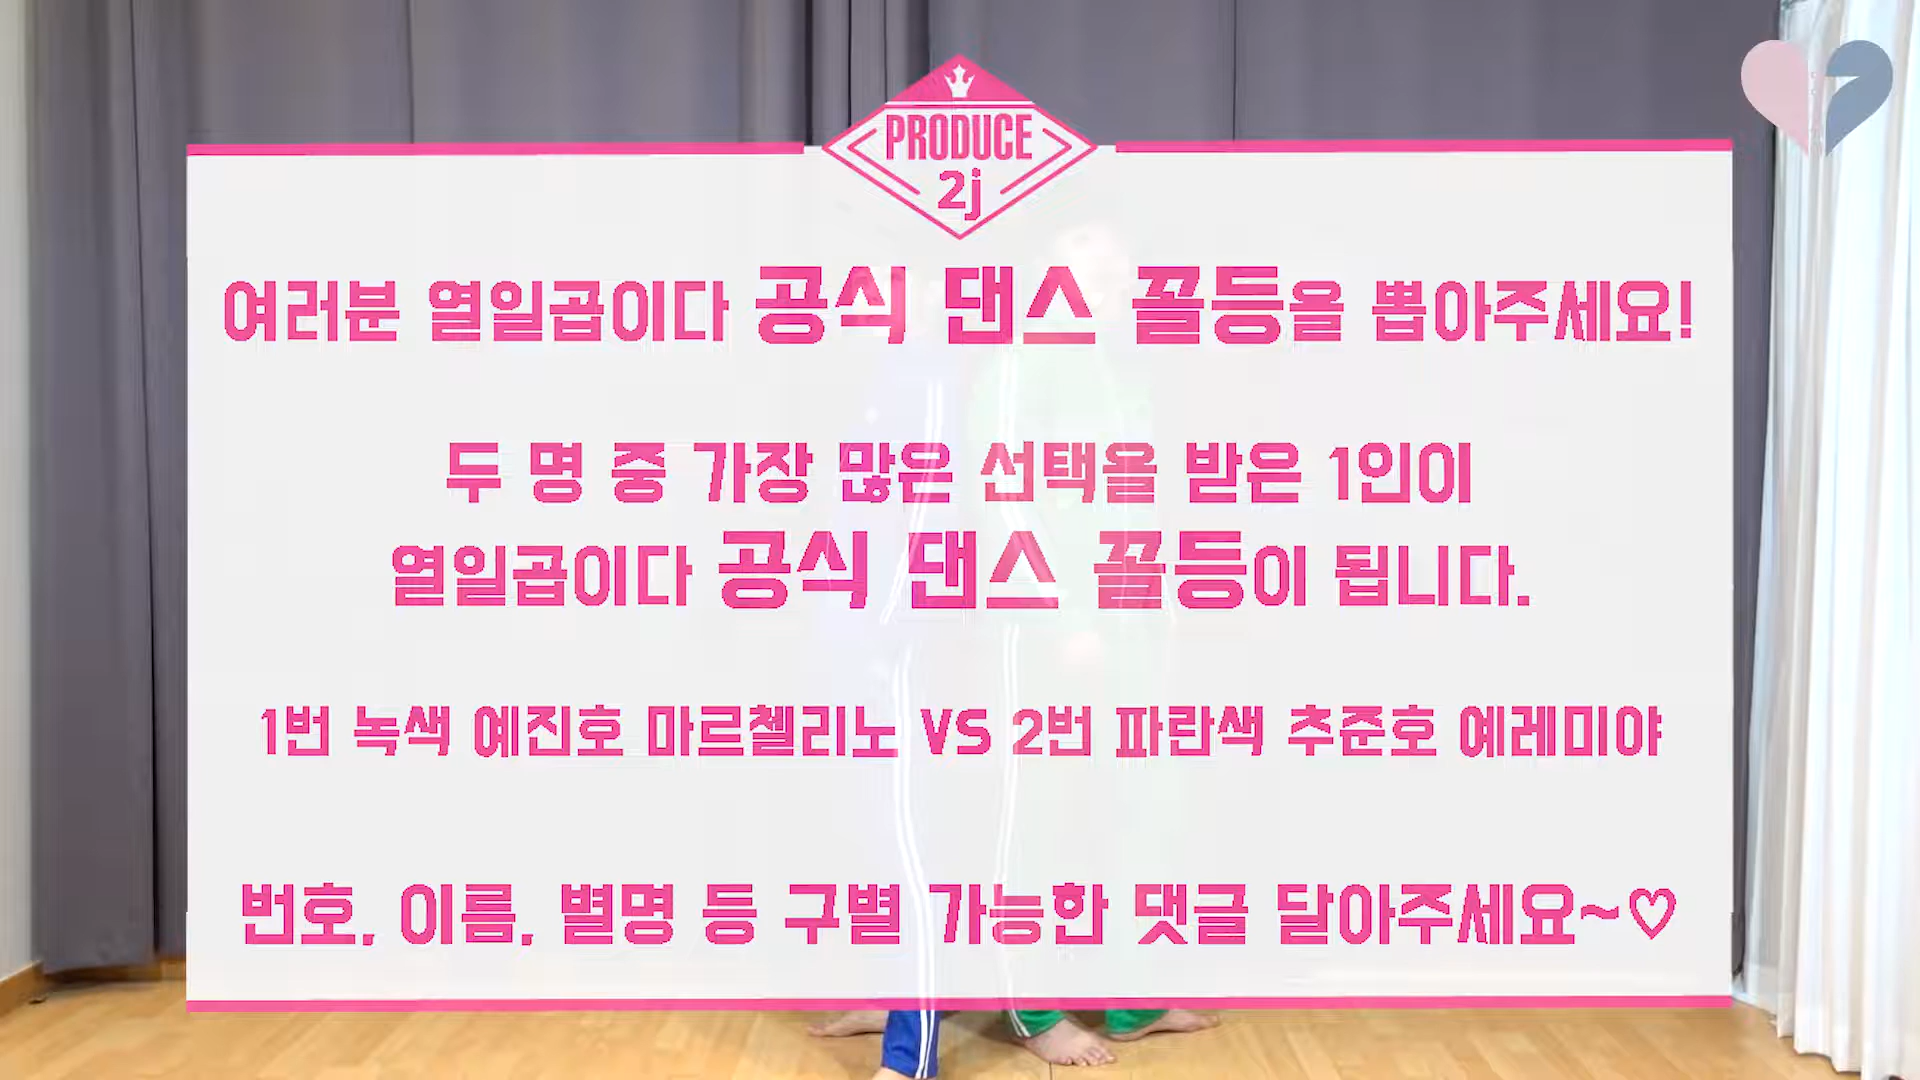 PRODUCE
2j
여러분 열일곱이다 공식 댄스 꼴등을 뽑아주세요!
두 명 중 가장 많은 선택을 받은 1인이
열일곱이다 공식 댄스 꼴등이 됩니다.
1번 녹색 예진호 마르첼리노 VS 2번 파란색 추준호 예레미야
번호, 이름, 별명 등 구별 가능한 댓글 달아주세요~♡